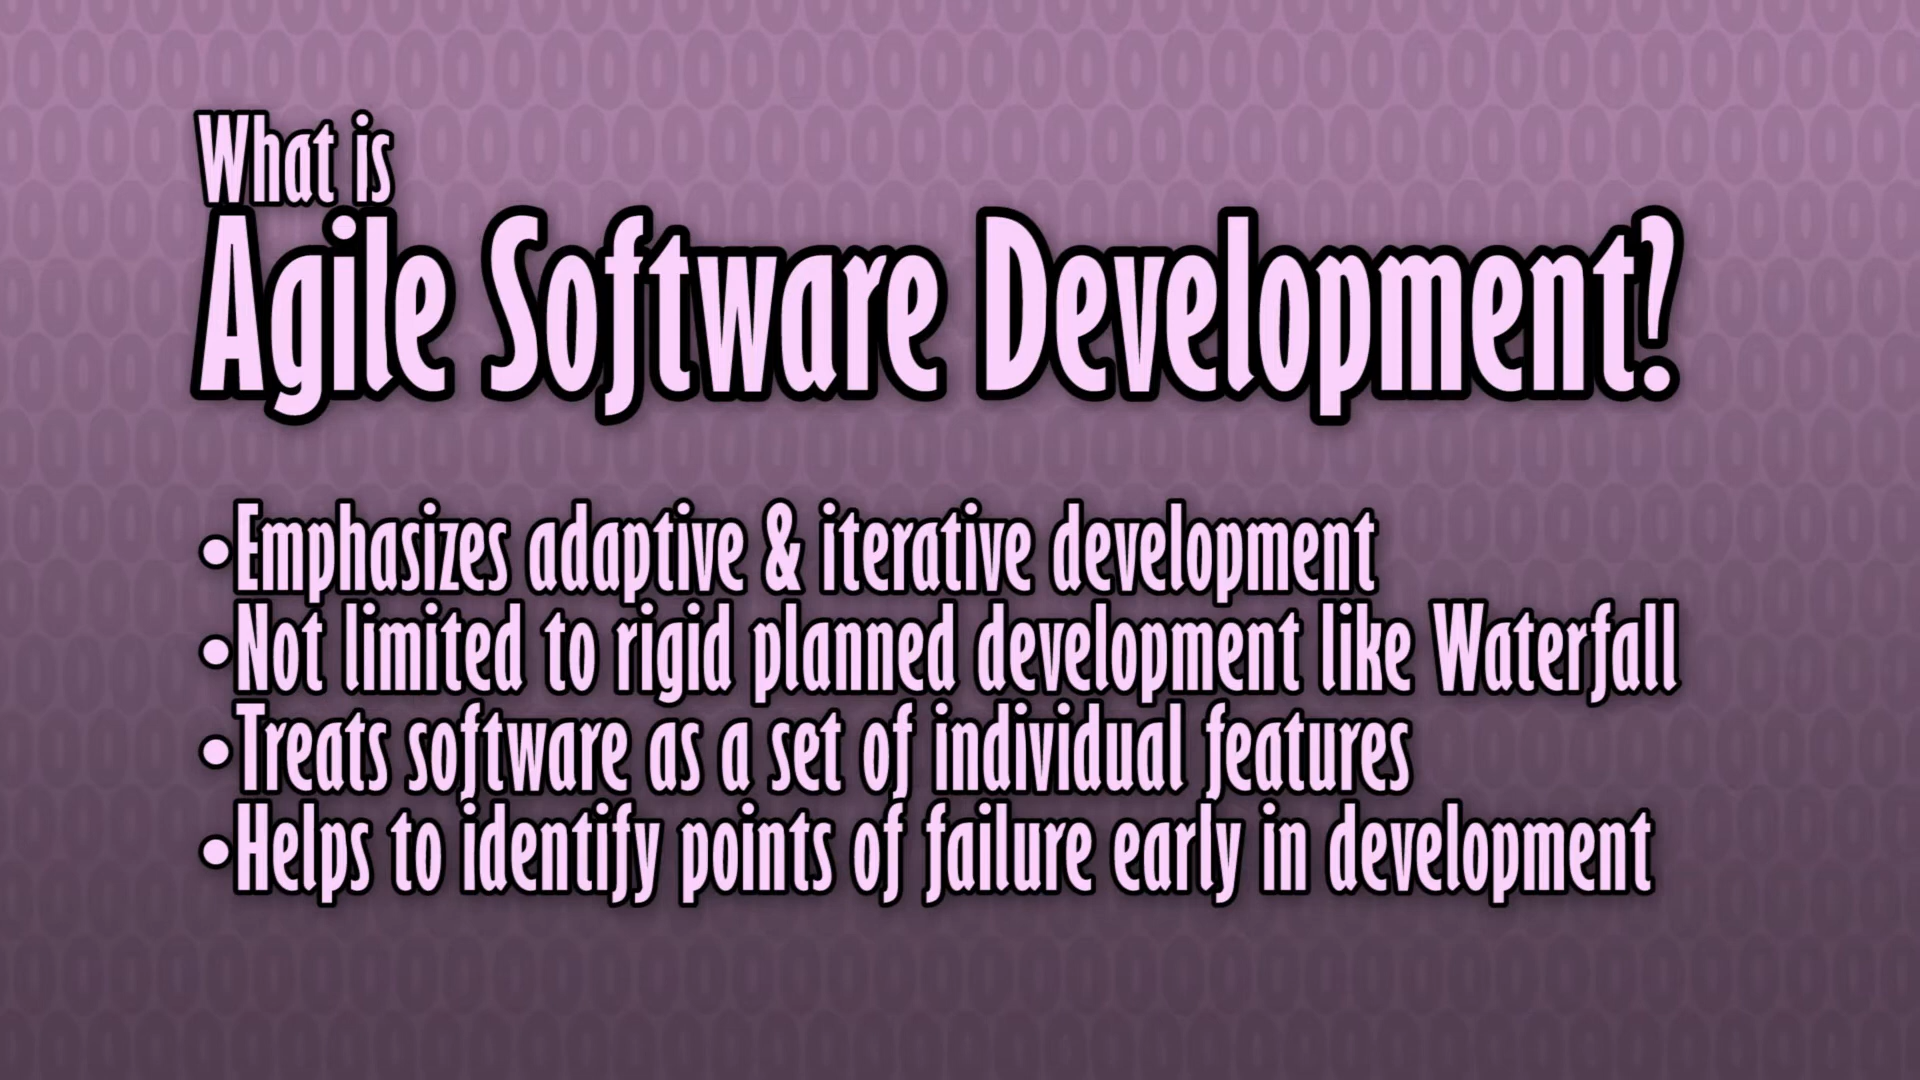 What is
Agile Software Development?
•Emphasizes adaptive & iterative development
•Not limited to rigid planned development like Waterfall
•Treats software as a set of individual features
•Helps to identify points of failure early in development